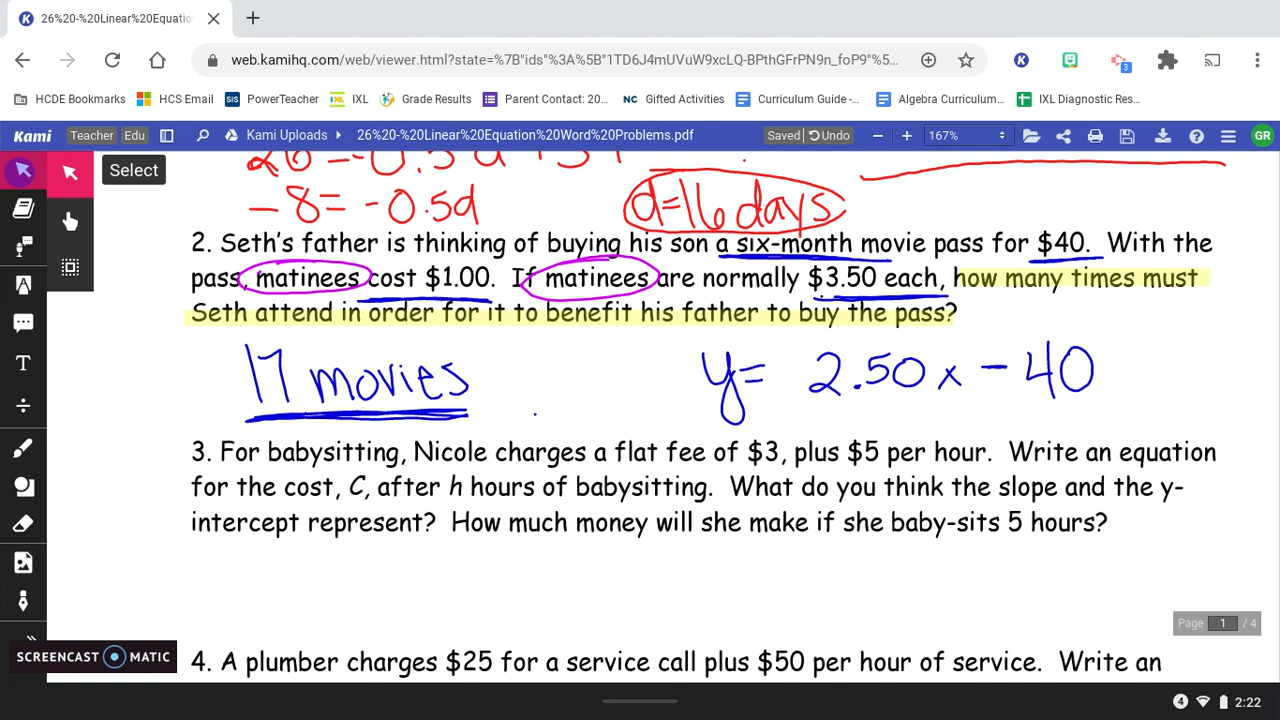 26%20-%20Linear%20Equatio
web.kamihq.com/web/viewer.html?state=%7B"ids"%3A%5B"1TD6J4mUVuW9xcLQ-BPthGFrPN9n_foP9"%5...
HCDE Bookmarks HCS Email SIS PowerTeacher IXL Grade Results Parent Contact: 20... NC Gifted Activities Curriculum Guide -... Algebra Curriculum... IXL Diagnostic Res...
Kami Teacher Edu Kami Uploads 26%20-%20Linear%20Equation%20Word%20Problems.pdf Saved Undo 167% GR
Select
-8= -0.5d d=16 days
2. Seth's father is thinking of buying his son a six-month movie pass for $40. With the
pass, matinees cost $1.00. If matinees are normally $3.50 each, how many times must
Seth attend in order for it to benefit his father to buy the pass?
17 movies y= 2.50x - 40
3. For babysitting, Nicole charges a flat fee of $3, plus $5 per hour. Write an equation
for the cost, C, after h hours of babysitting. What do you think the slope and the y-
intercept represent? How much money will she make if she baby-sits 5 hours?
Page 1 / 4
SCREENCAST MATIC
4. A plumber charges $25 for a service call plus $50 per hour of service. Write an
4 2:22